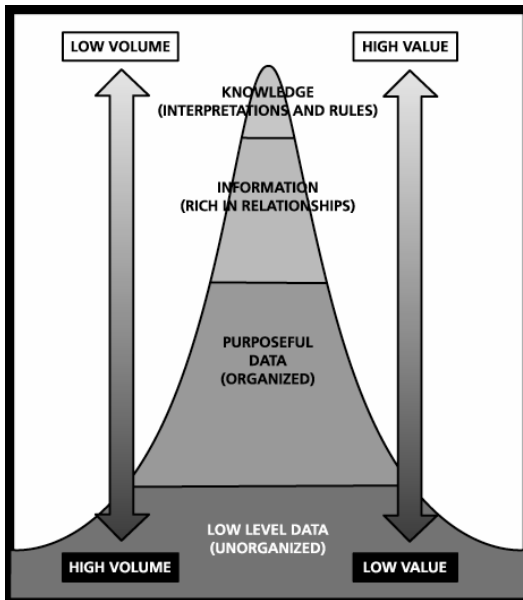 LOW VOLUME
HIGH VALUE
KNOWLEDGE
(INTERPRETATIONS AND RULES)
INFORMATION
(RICH IN RELATIONSHIPS)
PURPOSEFUL
DATA
(ORGANIZED)
LOW LEVEL DATA
(UNORGANIZED)
HIGH VOLUME
LOW VALUE